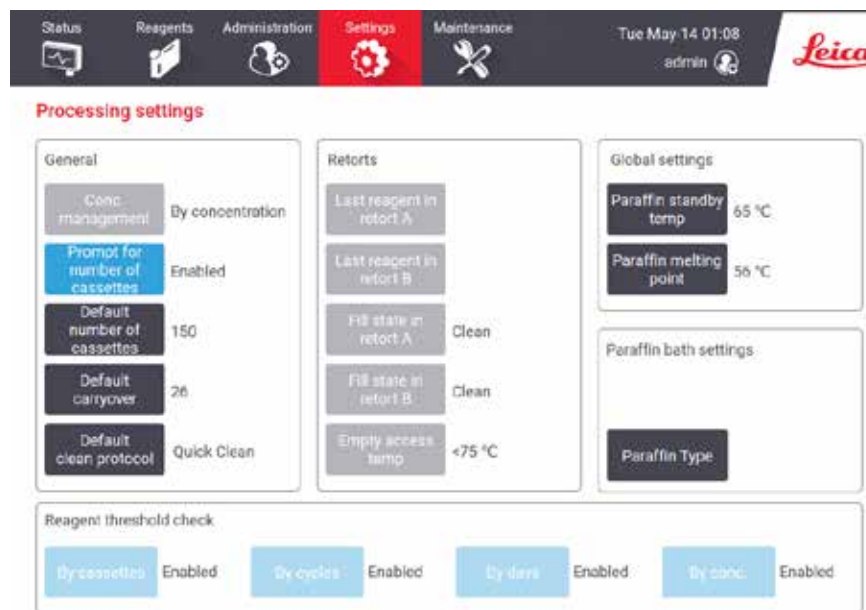 Status
Reagents
Administration
Settings
Maintenance
Tue May 14 01:08
admin
Leica
Processing settings
General
Conc.
management
By concentration
Prompt for
number of
cassettes
Enabled
Default
number of
cassettes
150
Default
carryover
26
Default
clean protocol
Quick Clean
Retorts
Last reagent in
retort A
Last reagent in
retort B
Fill state in
retort A
Clean
Fill state in
retort B
Clean
Empty access
temp
<75 °C
Global settings
Paraffin standby
temp
65 °C
Paraffin melting
point
56 °C
Paraffin bath settings
Paraffin Type
Reagent threshold check
By cassettes
Enabled
By cycles
Enabled
By days
Enabled
By conc.
Enabled